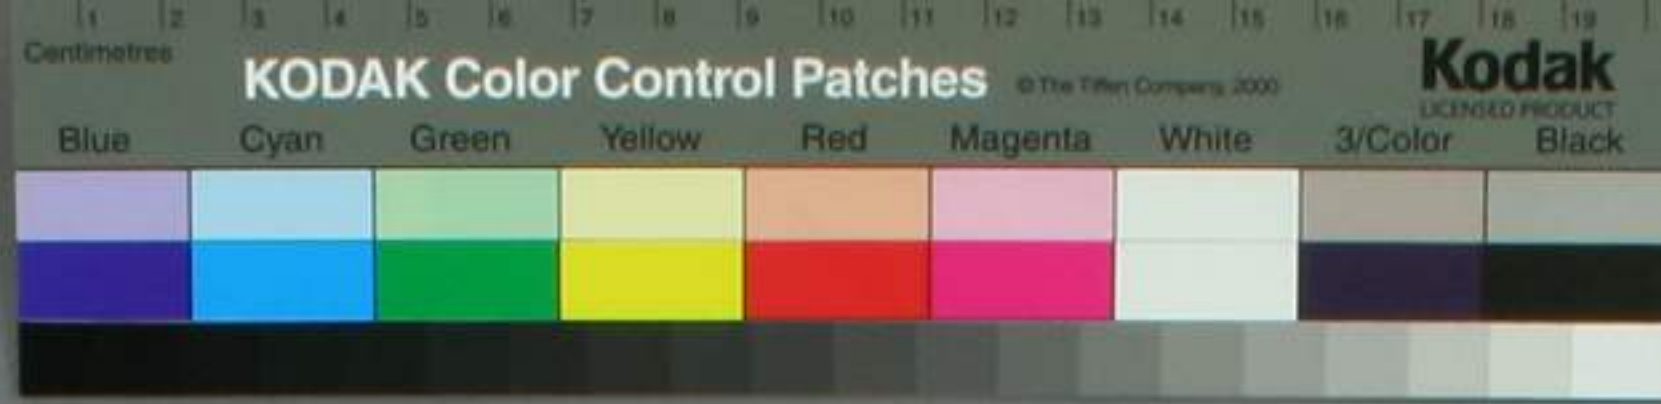 1 2 3 4 5 6 7 8 9 10 11 12 13 14 15 16 17 18 19
Centimetres
KODAK Color Control Patches © The Tiffen Company, 2000 Kodak
LICENSED PRODUCT
Blue Cyan Green Yellow Red Magenta White 3/Color Black